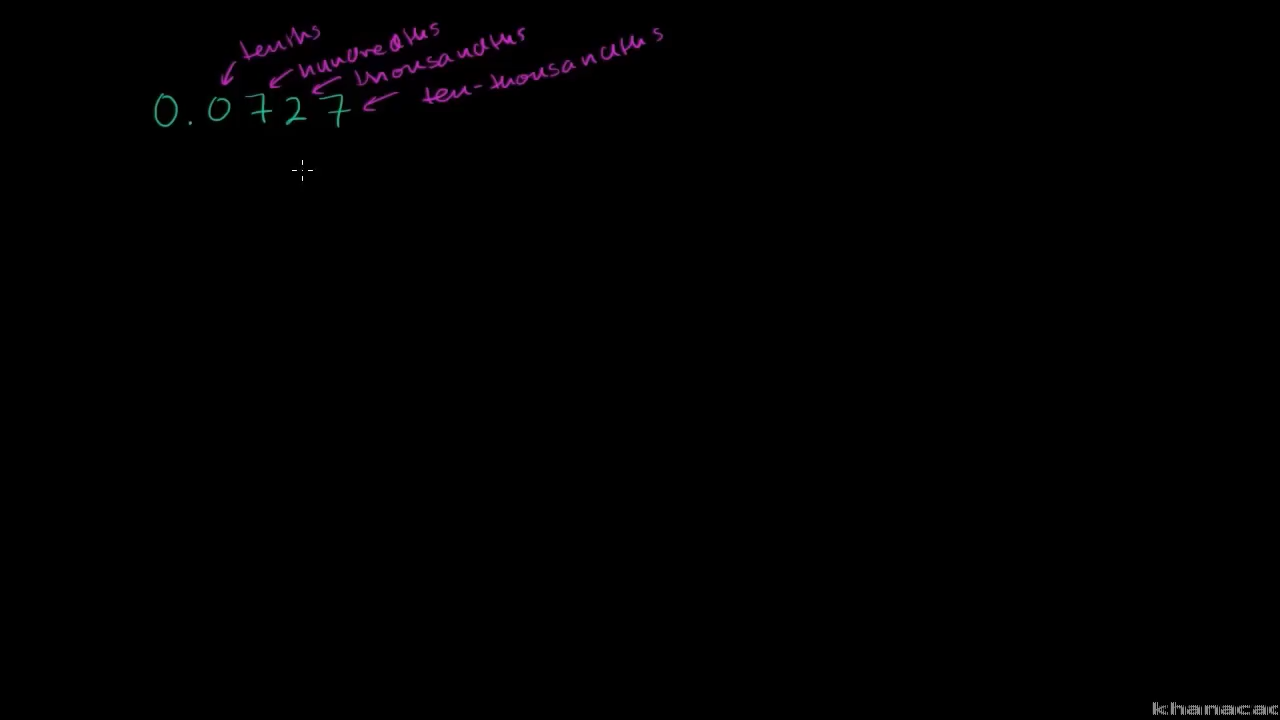 tenths
hundredths
thousandths
ten-thousandths
0.0727
khanacad